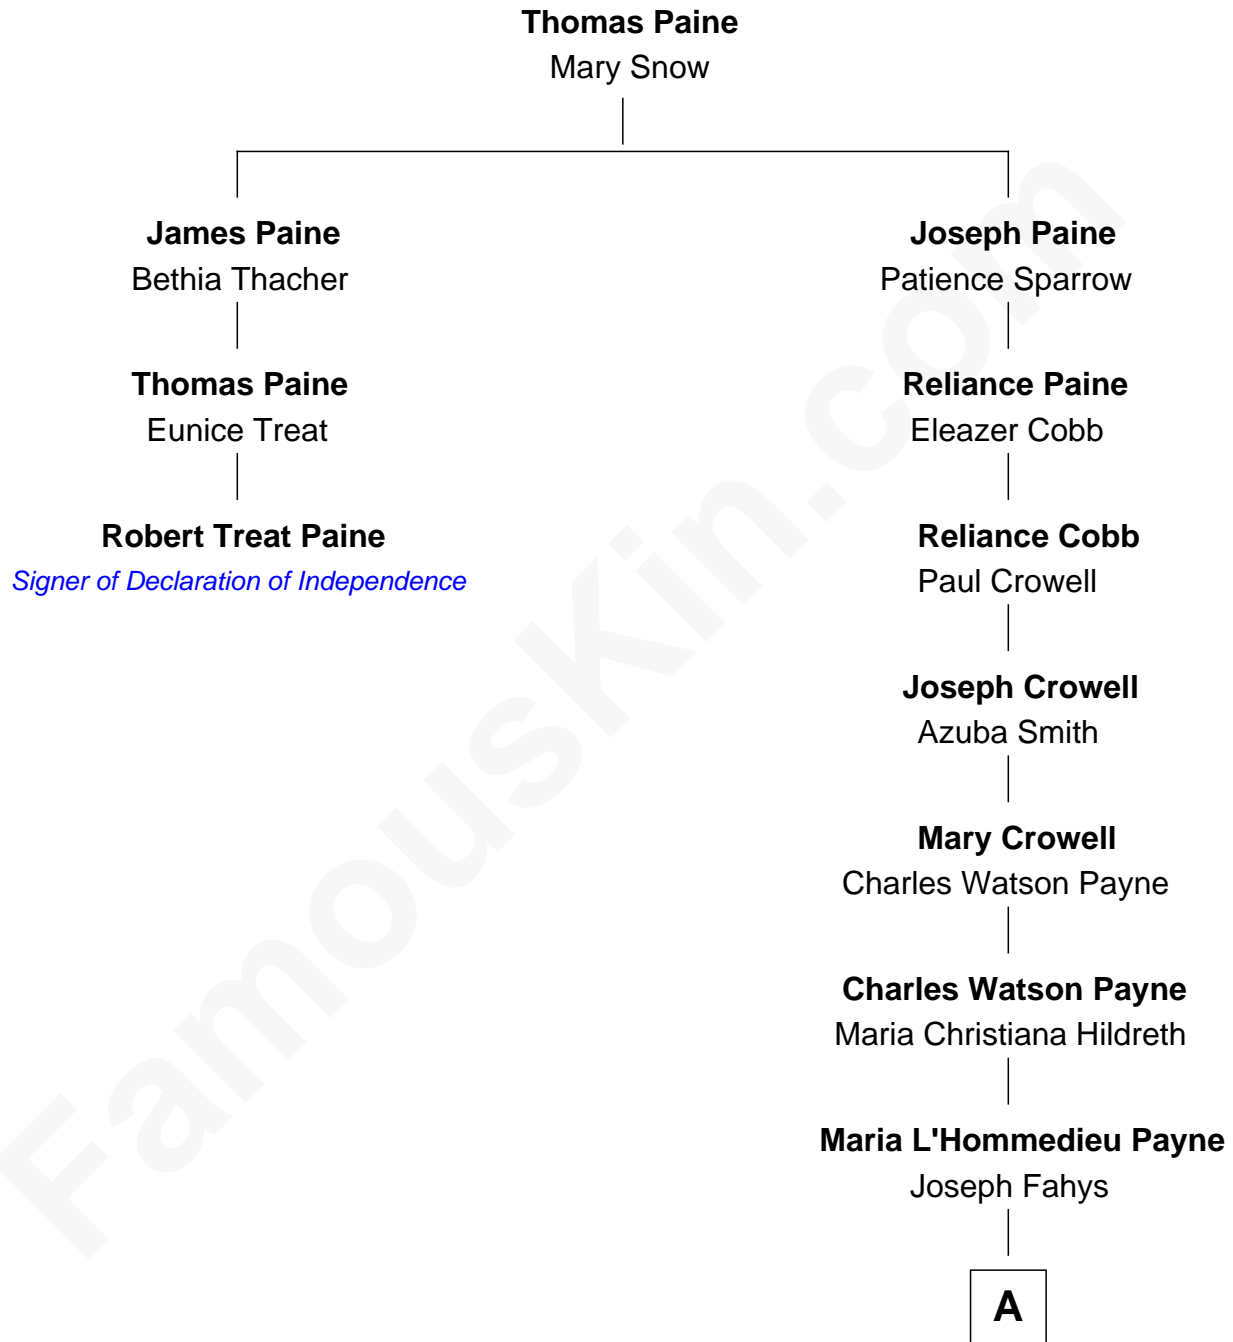 Thomas Paine
Mary Snow
James Paine
Bethia Thacher
Joseph Paine
Patience Sparrow
Thomas Paine
Eunice Treat
Reliance Paine
Eleazer Cobb
Robert Treat Paine
Signer of Declaration of Independence
Reliance Cobb
Paul Crowell
Joseph Crowell
Azuba Smith
Mary Crowell
Charles Watson Payne
Charles Watson Payne
Maria Christiana Hildreth
Maria L'Hommedieu Payne
Joseph Fahys
A
FamousKin.com